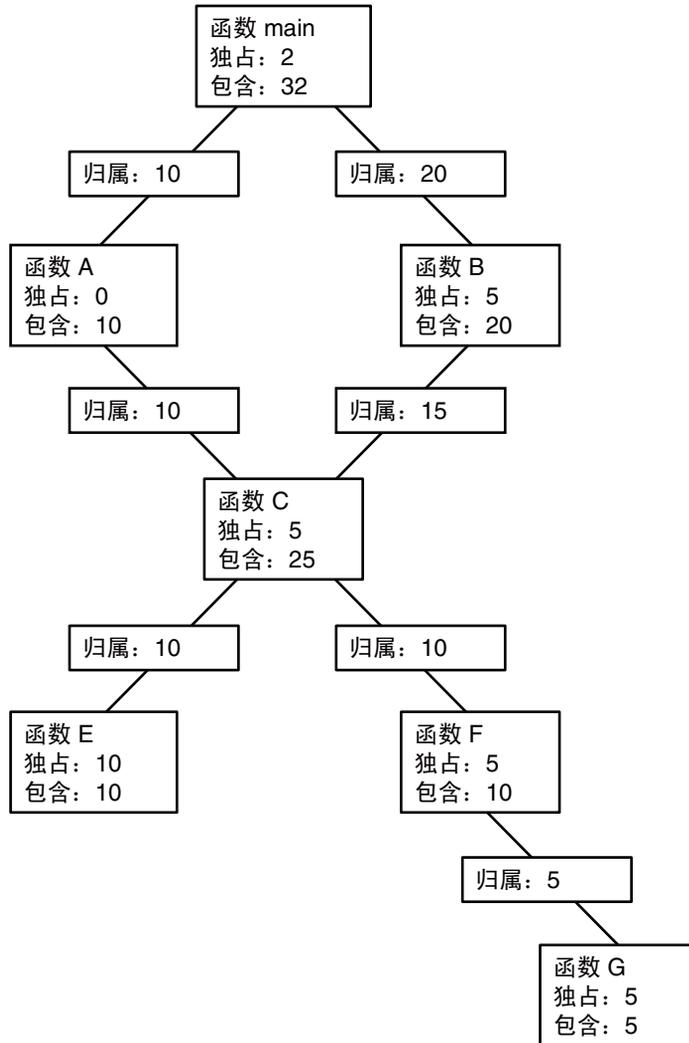 函数 main
独占：2
包含：32
归属：10
归属：20
函数 A
独占：0
包含：10
函数 B
独占：5
包含：20
归属：10
归属：15
函数 C
独占：5
包含：25
归属：10
归属：10
函数 E
独占：10
包含：10
函数 F
独占：5
包含：10
归属：5
函数 G
独占：5
包含：5